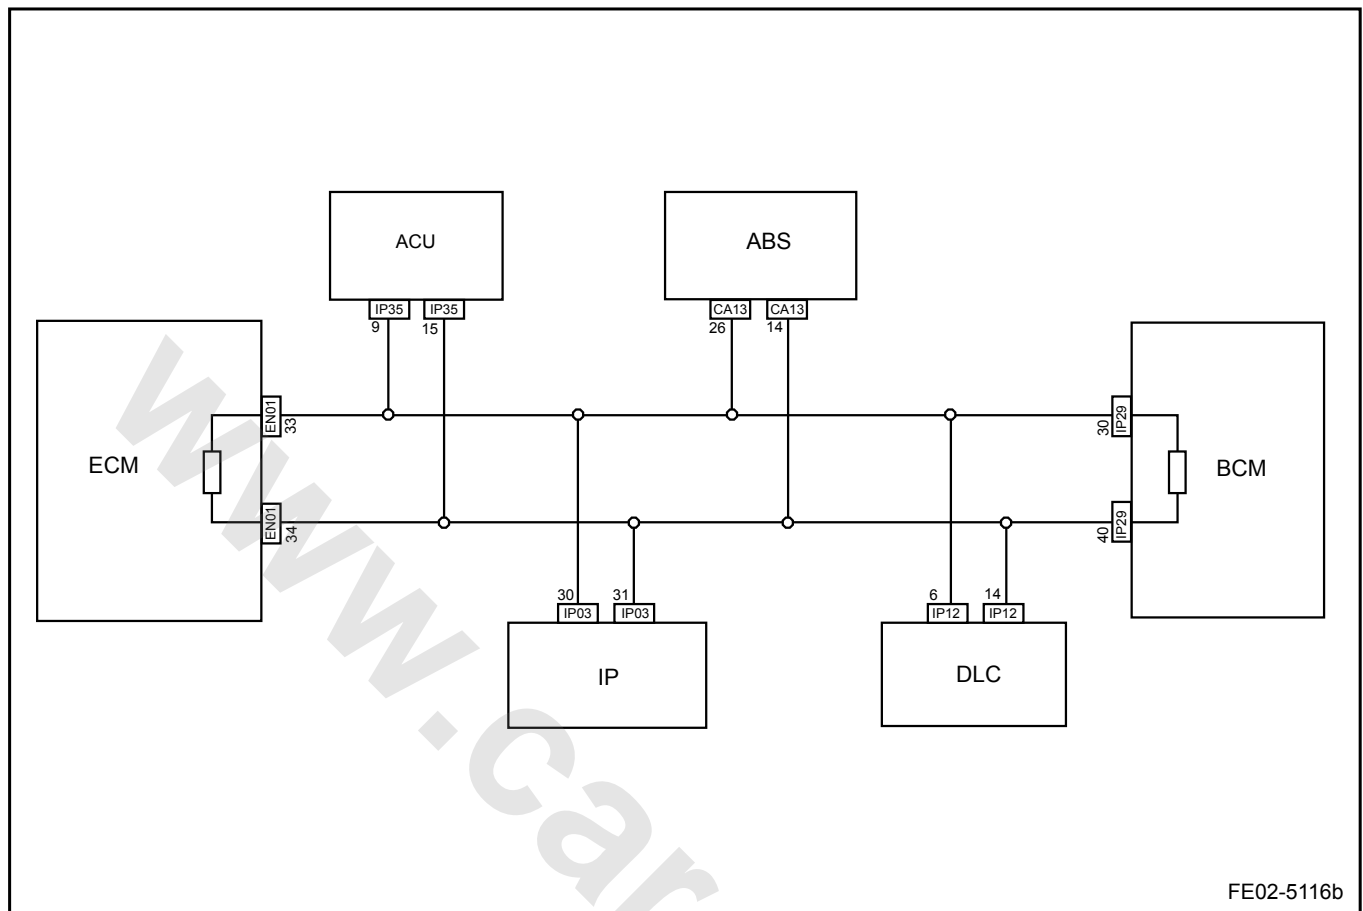 ACU
ABS
IP35 IP35
CA13 CA13
9 15
26 14
EN01
33
30
IP29
ECM
BCM
EN01
34
40
IP29
30 31
6 14
IP03 IP03
IP12 IP12
IP
DLC
www.car
FE02-5116b